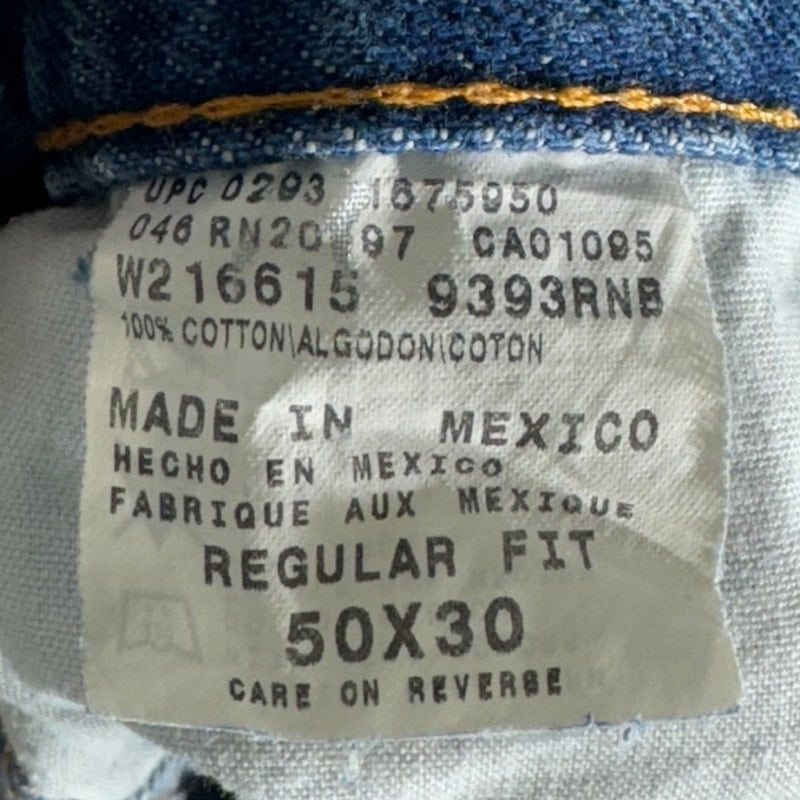 UPC 0293 1675950
046 RN20 97 CA01095
W216615 9393RNB
100% COTTON\ALGODON\COTON
MADE IN MEXICO
HECHO EN MEXICO
FABRIQUE AUX MEXIQUE
REGULAR FIT
50X30
CARE ON REVERSE